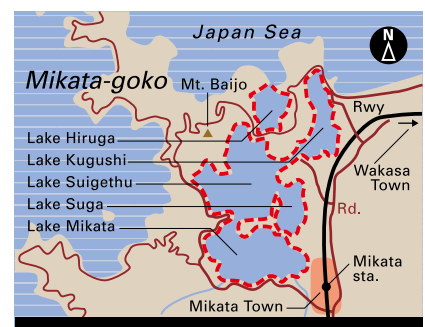 Japan Sea
N
Mikata-goko
Mt. Baijo
Rwy
Lake Hiruga
Lake Kugushi
Wakasa
Town
Lake Suigethu
Lake Suga
Rd.
Lake Mikata
Mikata
sta.
Mikata Town